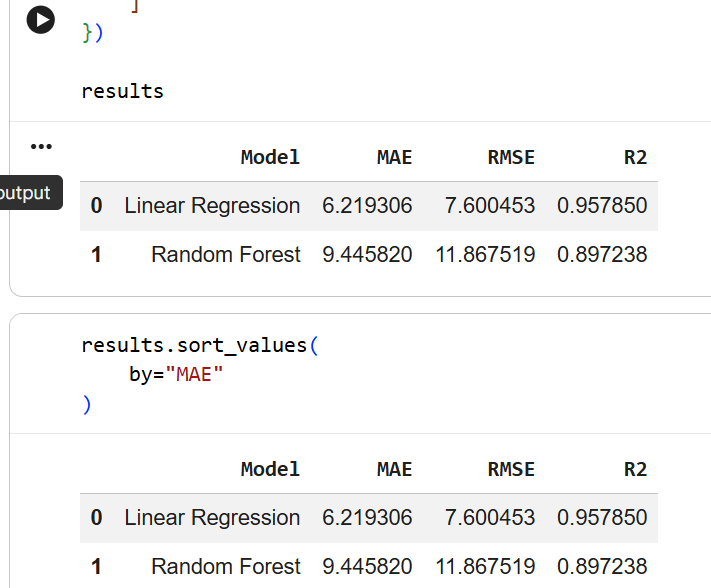 ]
})
results
Model MAE RMSE R2
output
0 Linear Regression 6.219306 7.600453 0.957850
1 Random Forest 9.445820 11.867519 0.897238
results.sort_values(
by="MAE"
)
Model MAE RMSE R2
0 Linear Regression 6.219306 7.600453 0.957850
1 Random Forest 9.445820 11.867519 0.897238